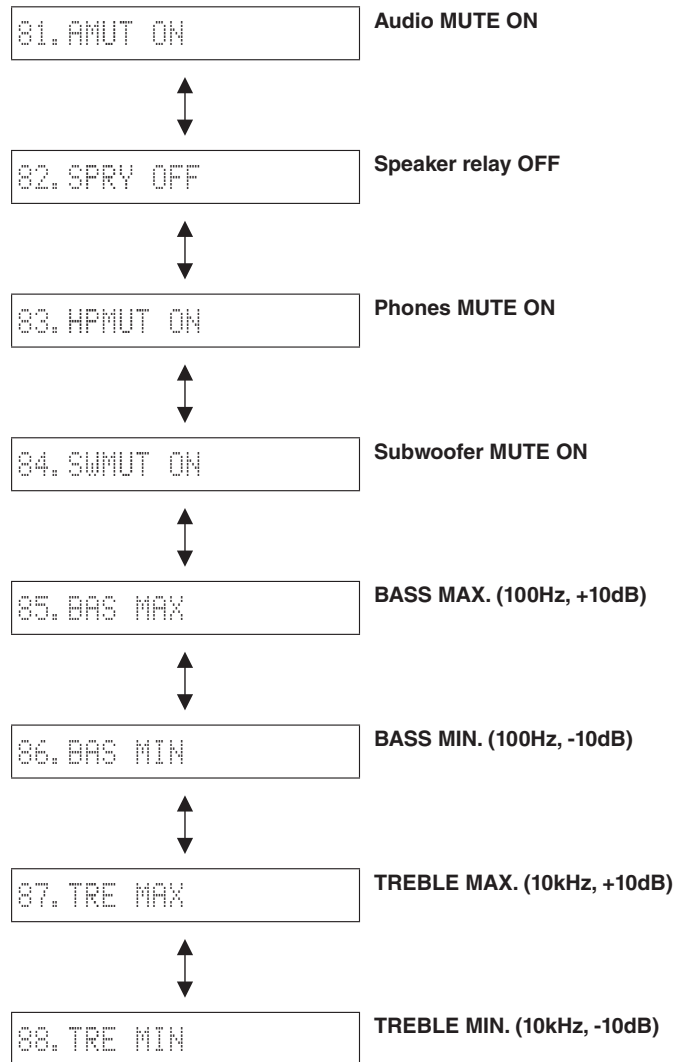 81.AMUT ON
Audio MUTE ON
82.SPRY OFF
Speaker relay OFF
83.HPMUT ON
Phones MUTE ON
84.SWMUT ON
Subwoofer MUTE ON
85.BAS MAX
BASS MAX. (100Hz, +10dB)
86.BAS MIN
BASS MIN. (100Hz, -10dB)
87.TRE MAX
TREBLE MAX. (10kHz, +10dB)
88.TRE MIN
TREBLE MIN. (10kHz, -10dB)